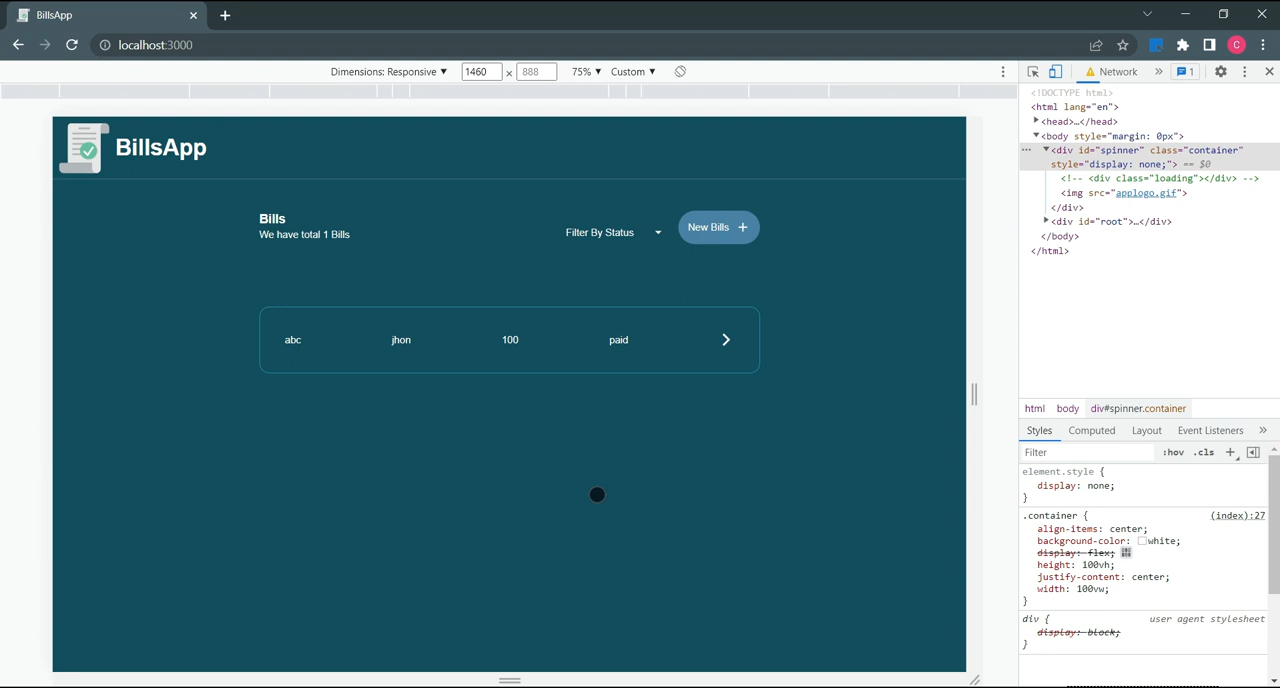 BillsApp
localhost:3000
C
Dimensions: Responsive 1460 × 888 75% Custom
Network 1
BillsApp
Bills
We have total 1 Bills
Filter By Status
New Bills +
abc jhon 100 paid
<!DOCTYPE html>
<html lang="en">
<head>…</head>
<body style="margin: 0px">
<div id="spinner" class="container"
style="display: none;"> == $0
<!-- <div class="loading"></div> -->
<img src="applogo.gif">
</div>
<div id="root">…</div>
</body>
</html>
html body div#spinner.container
Styles Computed Layout Event Listeners
Filter :hov .cls
element.style {
display: none;
}
.container { (index):27
align-items: center;
background-color: white;
display: flex;
height: 100vh;
justify-content: center;
width: 100vw;
}
div { user agent stylesheet
display: block;
}